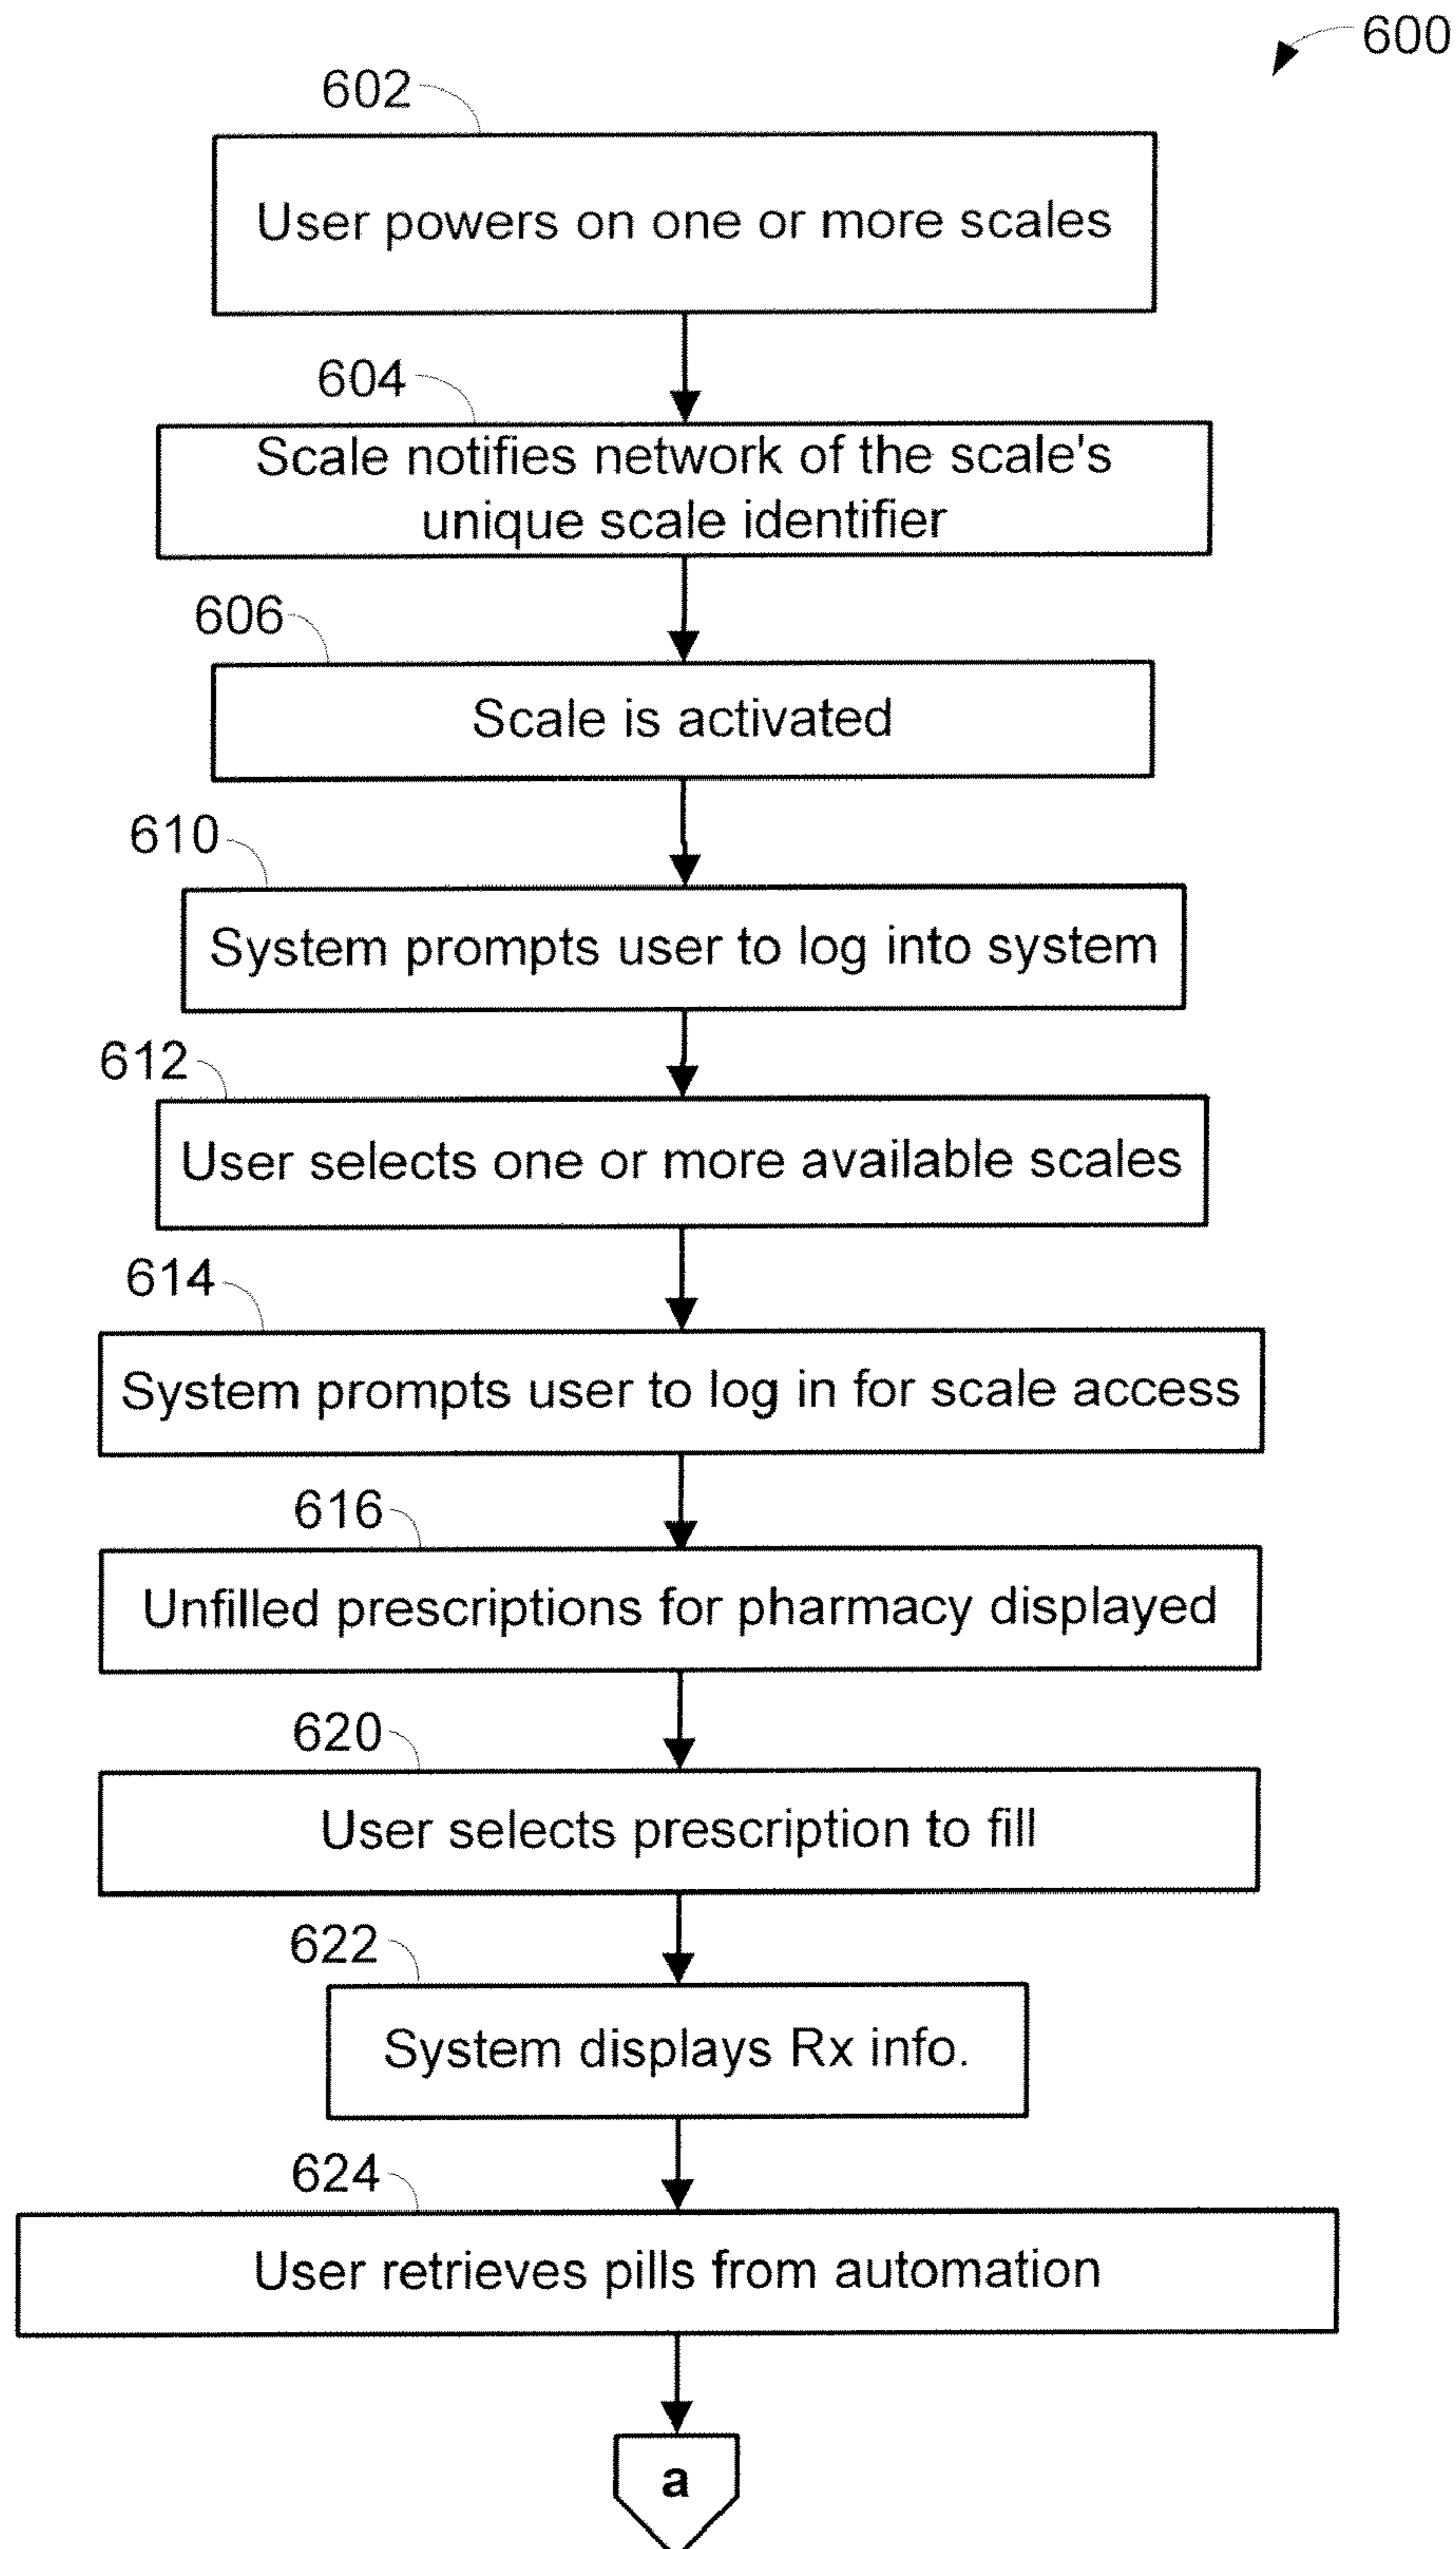 600
602
User powers on one or more scales
604
Scale notifies network of the scale's
unique scale identifier
606
Scale is activated
610
System prompts user to log into system
612
User selects one or more available scales
614
System prompts user to log in for scale access
616
Unfilled prescriptions for pharmacy displayed
620
User selects prescription to fill
622
System displays Rx info.
624
User retrieves pills from automation
a